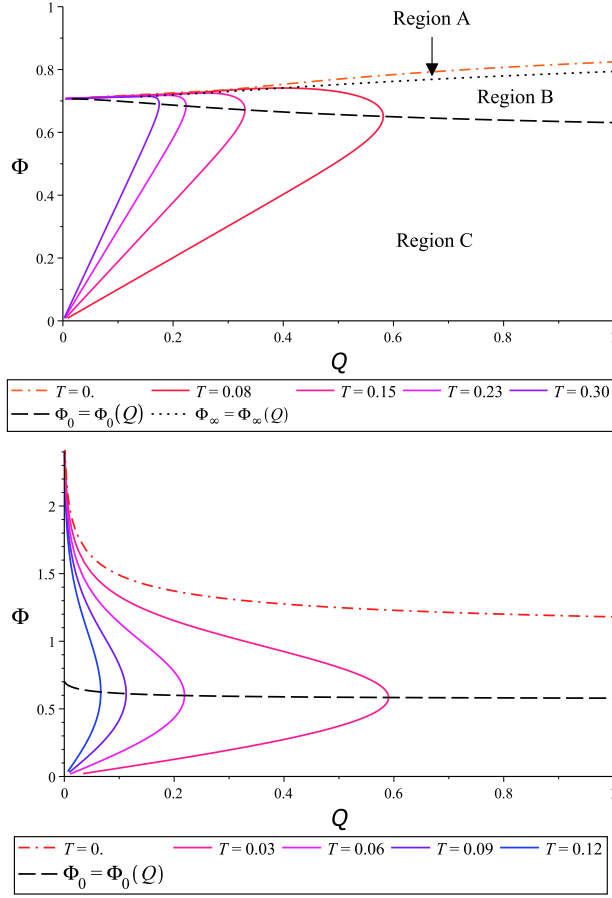 Region A
1
0.8
Region B
0.6
Φ
0.4
Region C
0.2
0
0 0.2 0.4 0.6 0.8
Q
T = 0. T = 0.08 T = 0.15 T = 0.23 T = 0.30
Φ₀ = Φ₀(Q) Φ∞ = Φ∞(Q)
2
1.5
Φ
1
0.5
0
0 0.2 0.4 0.6 0.8
Q
T = 0. T = 0.03 T = 0.06 T = 0.09 T = 0.12
Φ₀ = Φ₀(Q)